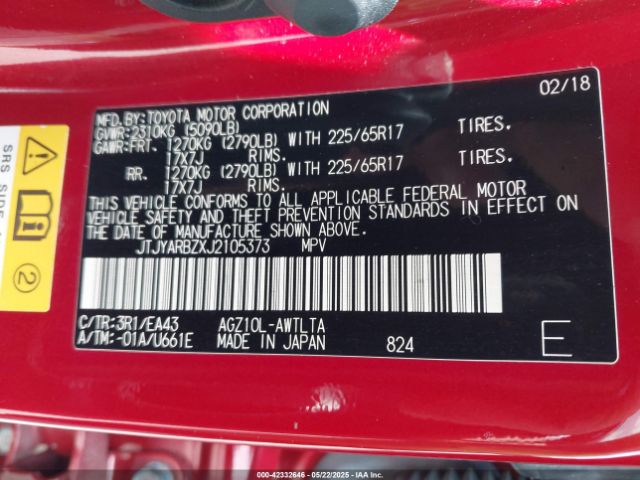 02/18
MFD.BY:TOYOTA MOTOR CORPORATION
GVWR:2310KG (5090LB)
GAWR:FRT. 1270KG (2790LB) WITH 225/65R17 TIRES.
17X7J RIMS.
RR. 1270KG (2790LB) WITH 225/65R17 TIRES.
17X7J RIMS.
THIS VEHICLE CONFORMS TO ALL APPLICABLE FEDERAL MOTOR
VEHICLE SAFETY AND THEFT PREVENTION STANDARDS IN EFFECT ON
THE DATE OF MANUFACTURE SHOWN ABOVE.
JTJYARBZXJ2105373 MPV
C/TR:3R1/EA43 AGZ10L-AWTLTA
A/TM:-01A/U661E MADE IN JAPAN 824 E
SRS SIDE
2
000-42332646 - 05/22/2025 - IAA Inc.